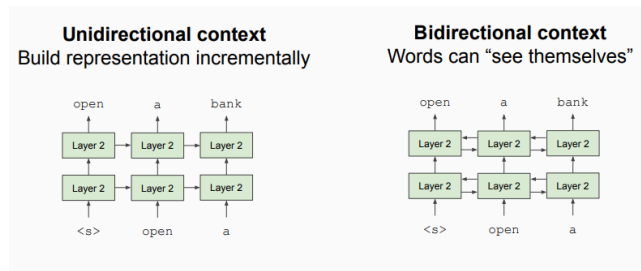 Unidirectional context
Build representation incrementally
open a bank
Layer 2 Layer 2 Layer 2
Layer 2 Layer 2 Layer 2
<s> open a
Bidirectional context
Words can “see themselves”
open a bank
Layer 2 Layer 2 Layer 2
Layer 2 Layer 2 Layer 2
<s> open a